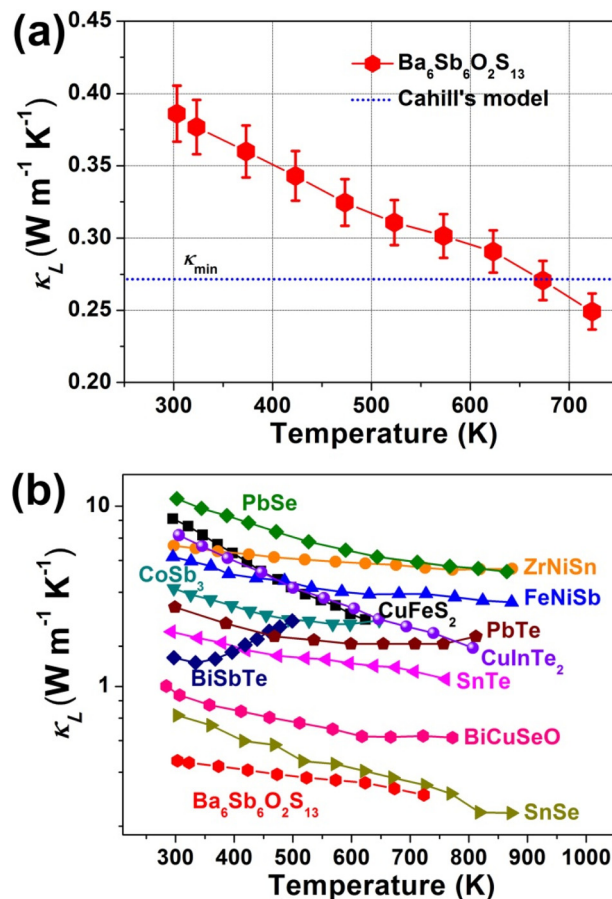 (a)
0.45
0.40
0.35
0.30
0.25
0.20
κL (W m-1 K-1)
Ba6Sb6O2S13
Cahill's model
κmin
300 400 500 600 700
Temperature (K)
(b)
10
1
κL (W m-1 K-1)
PbSe
ZrNiSn
CoSb3
CuFeS2
FeNiSb
PbTe
CuInTe2
BiSbTe
SnTe
BiCuSeO
Ba6Sb6O2S13
SnSe
300 400 500 600 700 800 900 1000
Temperature (K)